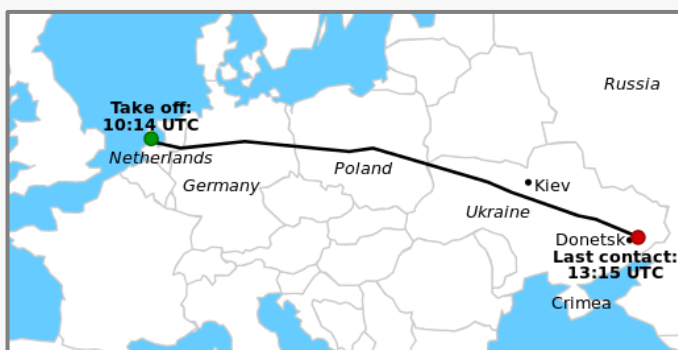 Russia
Take off:
10:14 UTC
Netherlands
Poland
Germany
Kiev
Ukraine
Donetsk
Last contact:
13:15 UTC
Crimea